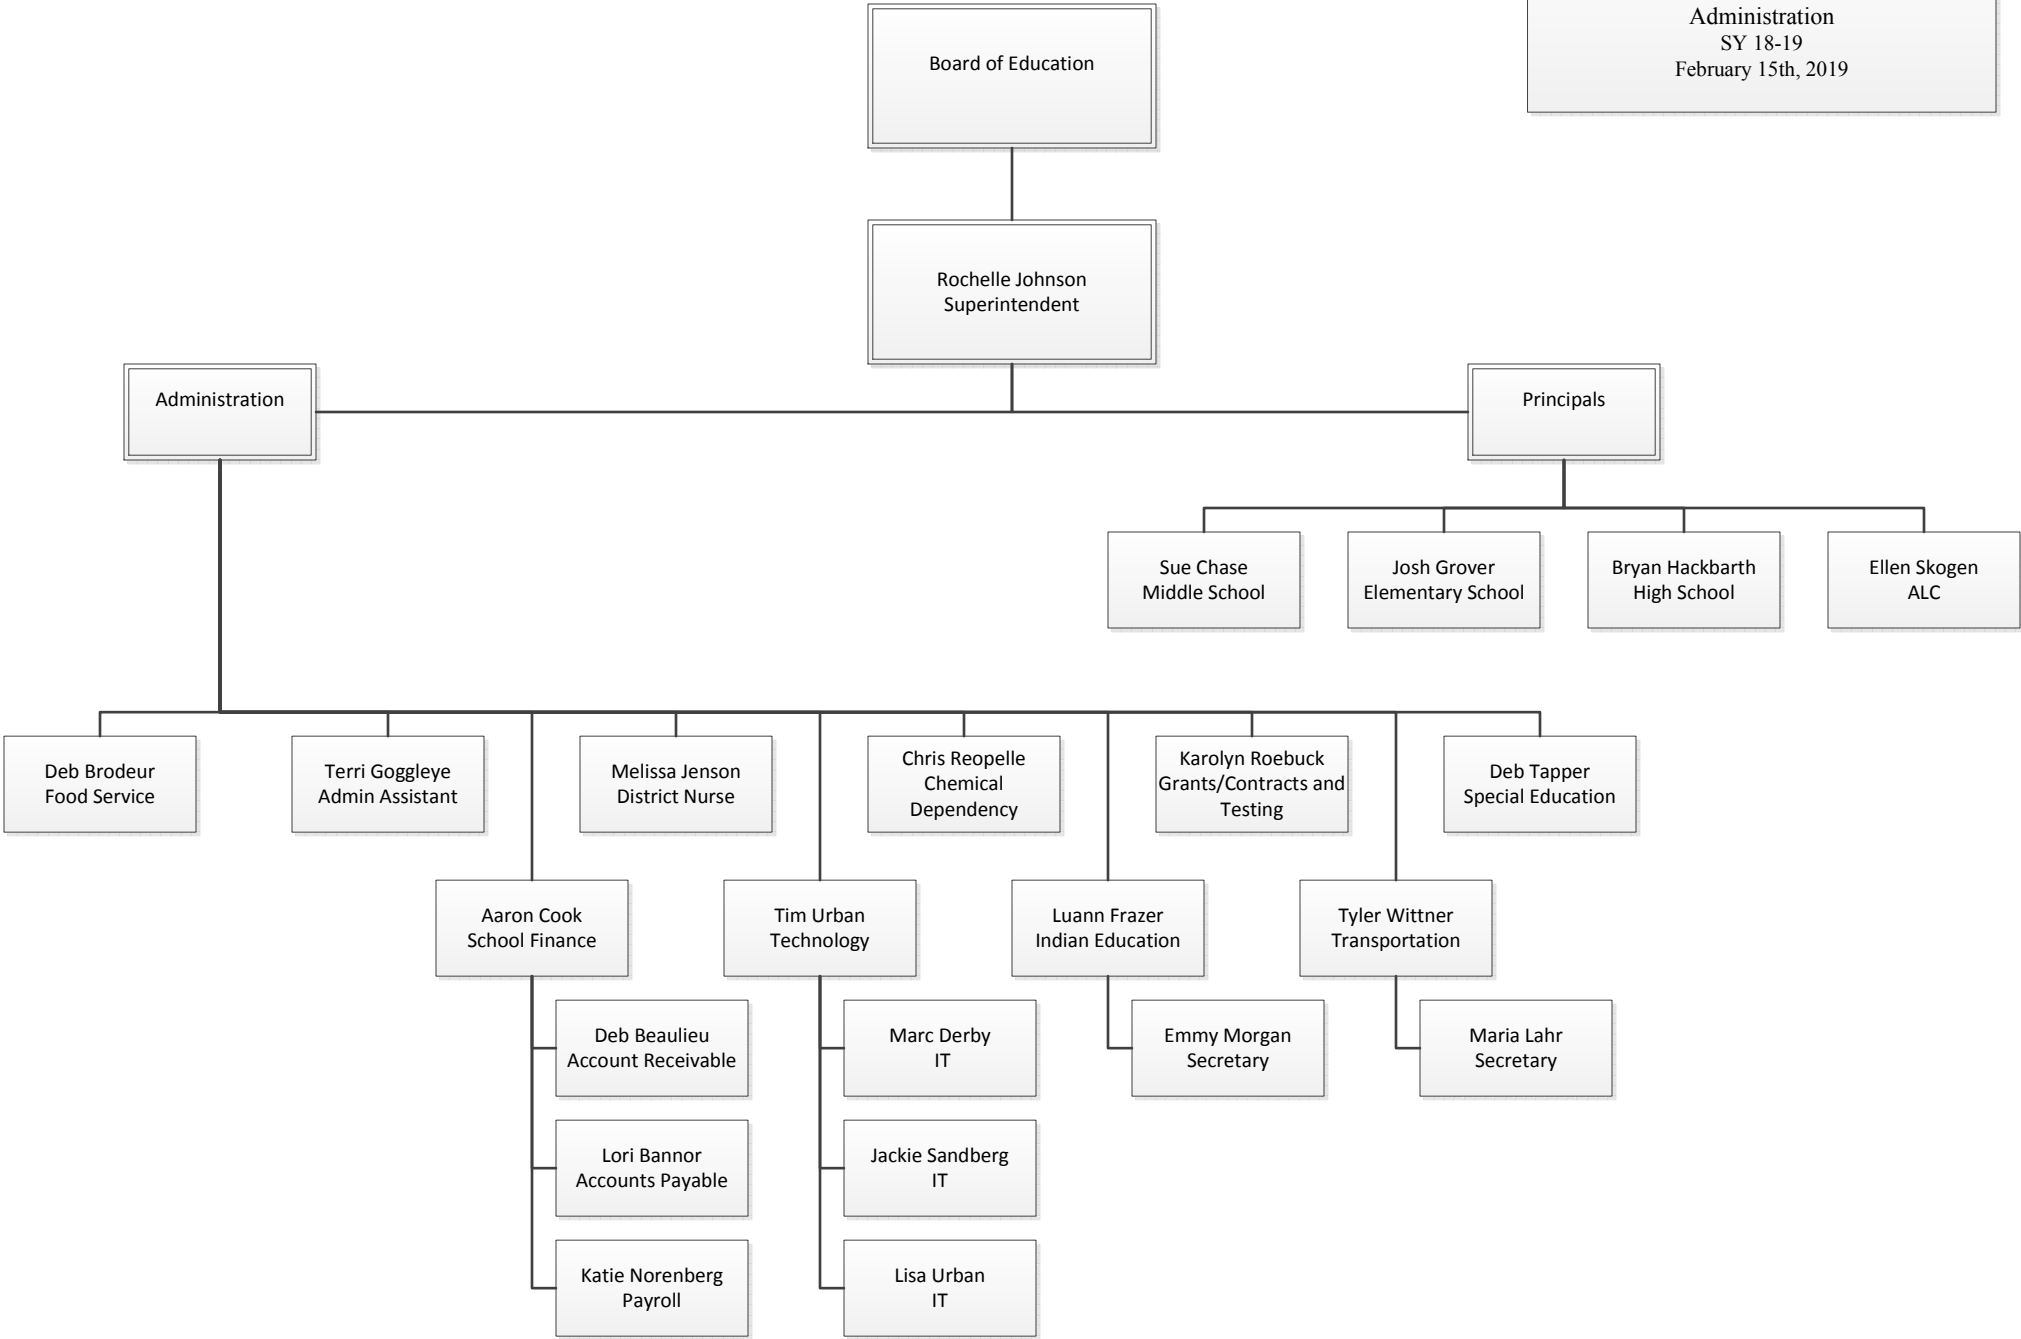 Administration
SY 18-19
February 15th, 2019
Board of Education
Rochelle Johnson
Superintendent
Administration
Principals
Sue Chase
Middle School
Josh Grover
Elementary School
Bryan Hackbarth
High School
Ellen Skogen
ALC
Deb Brodeur
Food Service
Terri Goggleye
Admin Assistant
Melissa Jenson
District Nurse
Chris Reopelle
Chemical
Dependency
Karolyn Roebuck
Grants/Contracts and
Testing
Deb Tapper
Special Education
Aaron Cook
School Finance
Tim Urban
Technology
Luann Frazer
Indian Education
Tyler Wittner
Transportation
Deb Beaulieu
Account Receivable
Marc Derby
IT
Emmy Morgan
Secretary
Maria Lahr
Secretary
Lori Bannor
Accounts Payable
Jackie Sandberg
IT
Katie Norenberg
Payroll
Lisa Urban
IT